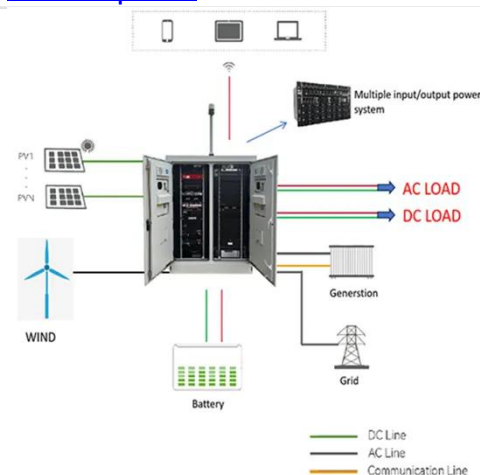 Multiple input/output power
system
PV1
PVN
AC LOAD
DC LOAD
WIND
Generstion
Grid
Battery
DC Line
AC Line
Communication Line